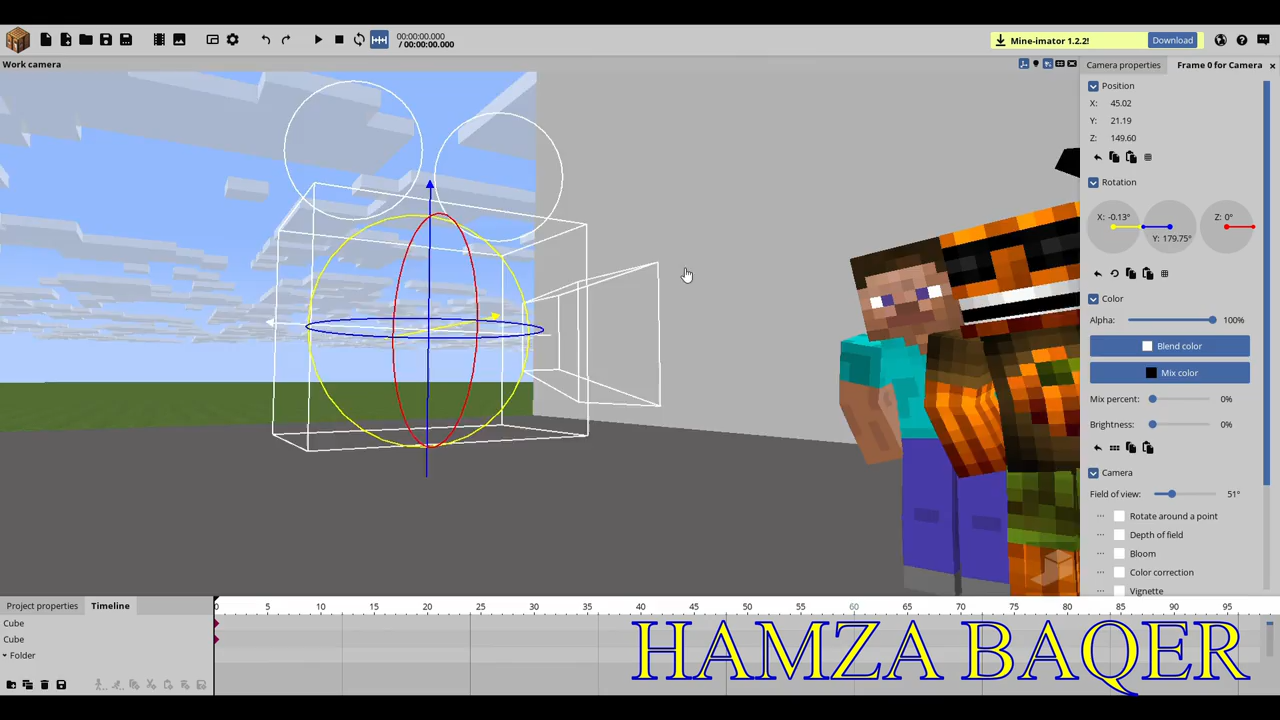 00:00:00.000
/ 00:00:00.000
Mine-imator 1.2.2!
Download
Work camera
Camera properties
Frame 0 for Camera
Position
X: 45.02
Y: 21.19
Z: 149.60
Rotation
X: -0.13°
Y: 179.75°
Z: 0°
Color
Alpha: 100%
Blend color
Mix color
Mix percent: 0%
Brightness: 0%
Camera
Field of view: 51°
Rotate around a point
Depth of field
Bloom
Color correction
Vignette
Project properties
Timeline
0 5 10 15 20 25 30 35 40 45 50 55 60 65 70 75 80 85 90 95
Cube
Cube
Folder
HAMZA BAQER